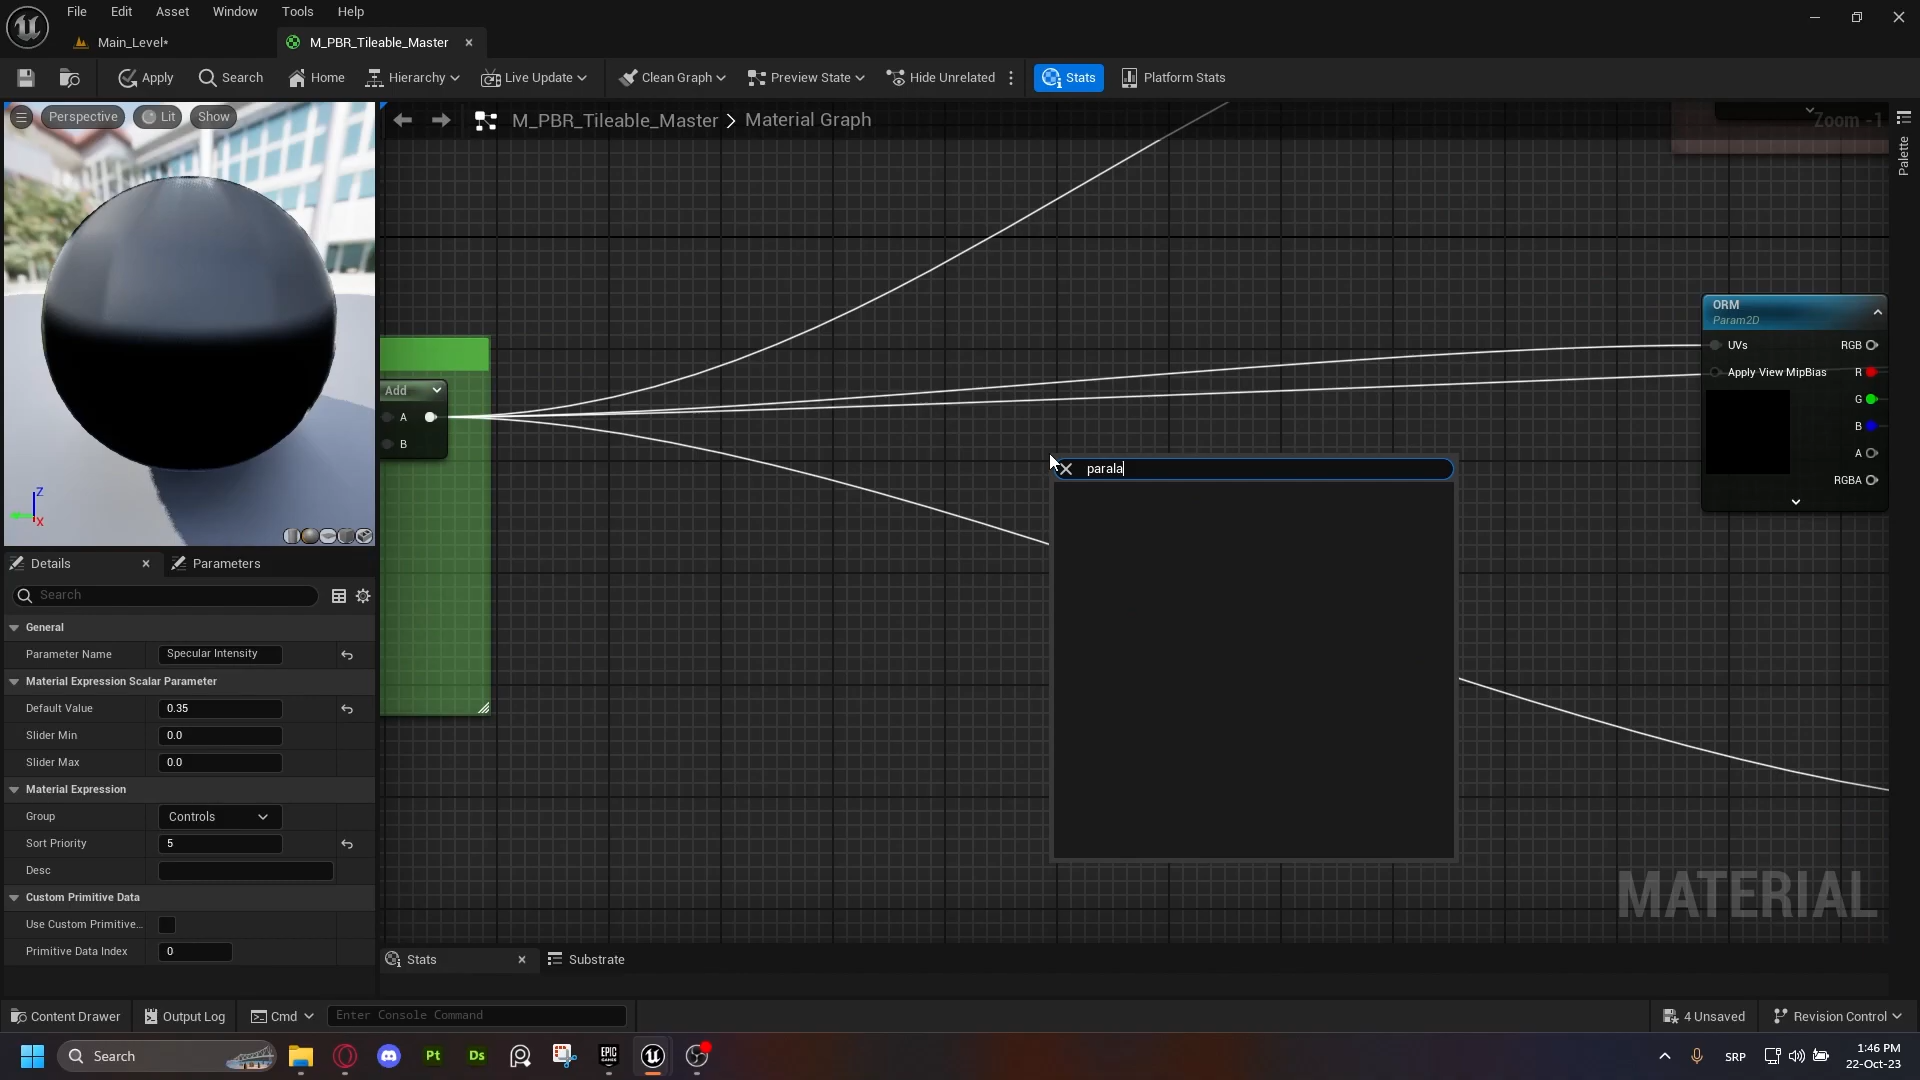 File Edit Asset Window Tools Help
Main_Level*
M_PBR_Tileable_Master
Apply Search Home Hierarchy Live Update Clean Graph Preview State Hide Unrelated Stats Platform Stats
Perspective Lit Show
M_PBR_Tileable_Master > Material Graph
Zoom -1
Palette
Z
X
Add
A
B
ORM
Param2D
UVs RGB
Apply View MipBias R
G
B
A
RGBA
parala
Details Parameters
Search
General
Parameter Name Specular Intensity
Material Expression Scalar Parameter
Default Value 0.35
Slider Min 0.0
Slider Max 0.0
Material Expression
Group Controls
Sort Priority 5
Desc
Custom Primitive Data
Use Custom Primitive...
Primitive Data Index 0
MATERIAL
Stats Substrate
Content Drawer Output Log Cmd Enter Console Command 4 Unsaved Revision Control
Search Pt Ds EPIC GAMES SRP 1:46 PM
22-Oct-23